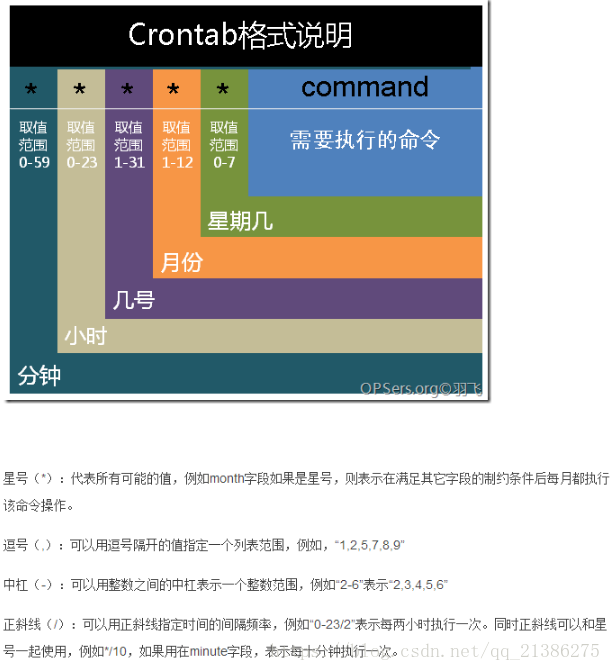 Crontab格式说明
* * * * * command
取值 取值 取值 取值 取值
范围 范围 范围 范围 范围
0-59 0-23 1-31 1-12 0-7
需要执行的命令
星期几
月份
几号
小时
分钟
OPSers.org©羽飞
星号（*）：代表所有可能的值，例如month字段如果是星号，则表示在满足其它字段的制约条件后每月都执行
该命令操作。
逗号（,）：可以用逗号隔开的值指定一个列表范围，例如，“1,2,5,7,8,9”
中杠（-）：可以用整数之间的中杠表示一个整数范围，例如“2-6”表示“2,3,4,5,6”
正斜线（/）：可以用正斜线指定时间的间隔频率，例如“0-23/2”表示每两小时执行一次。同时正斜线可以和星
号一起使用，例如*/10，如果用在minute字段，表示每十分钟执行一次。
blog.csdn.net/qq_21386275